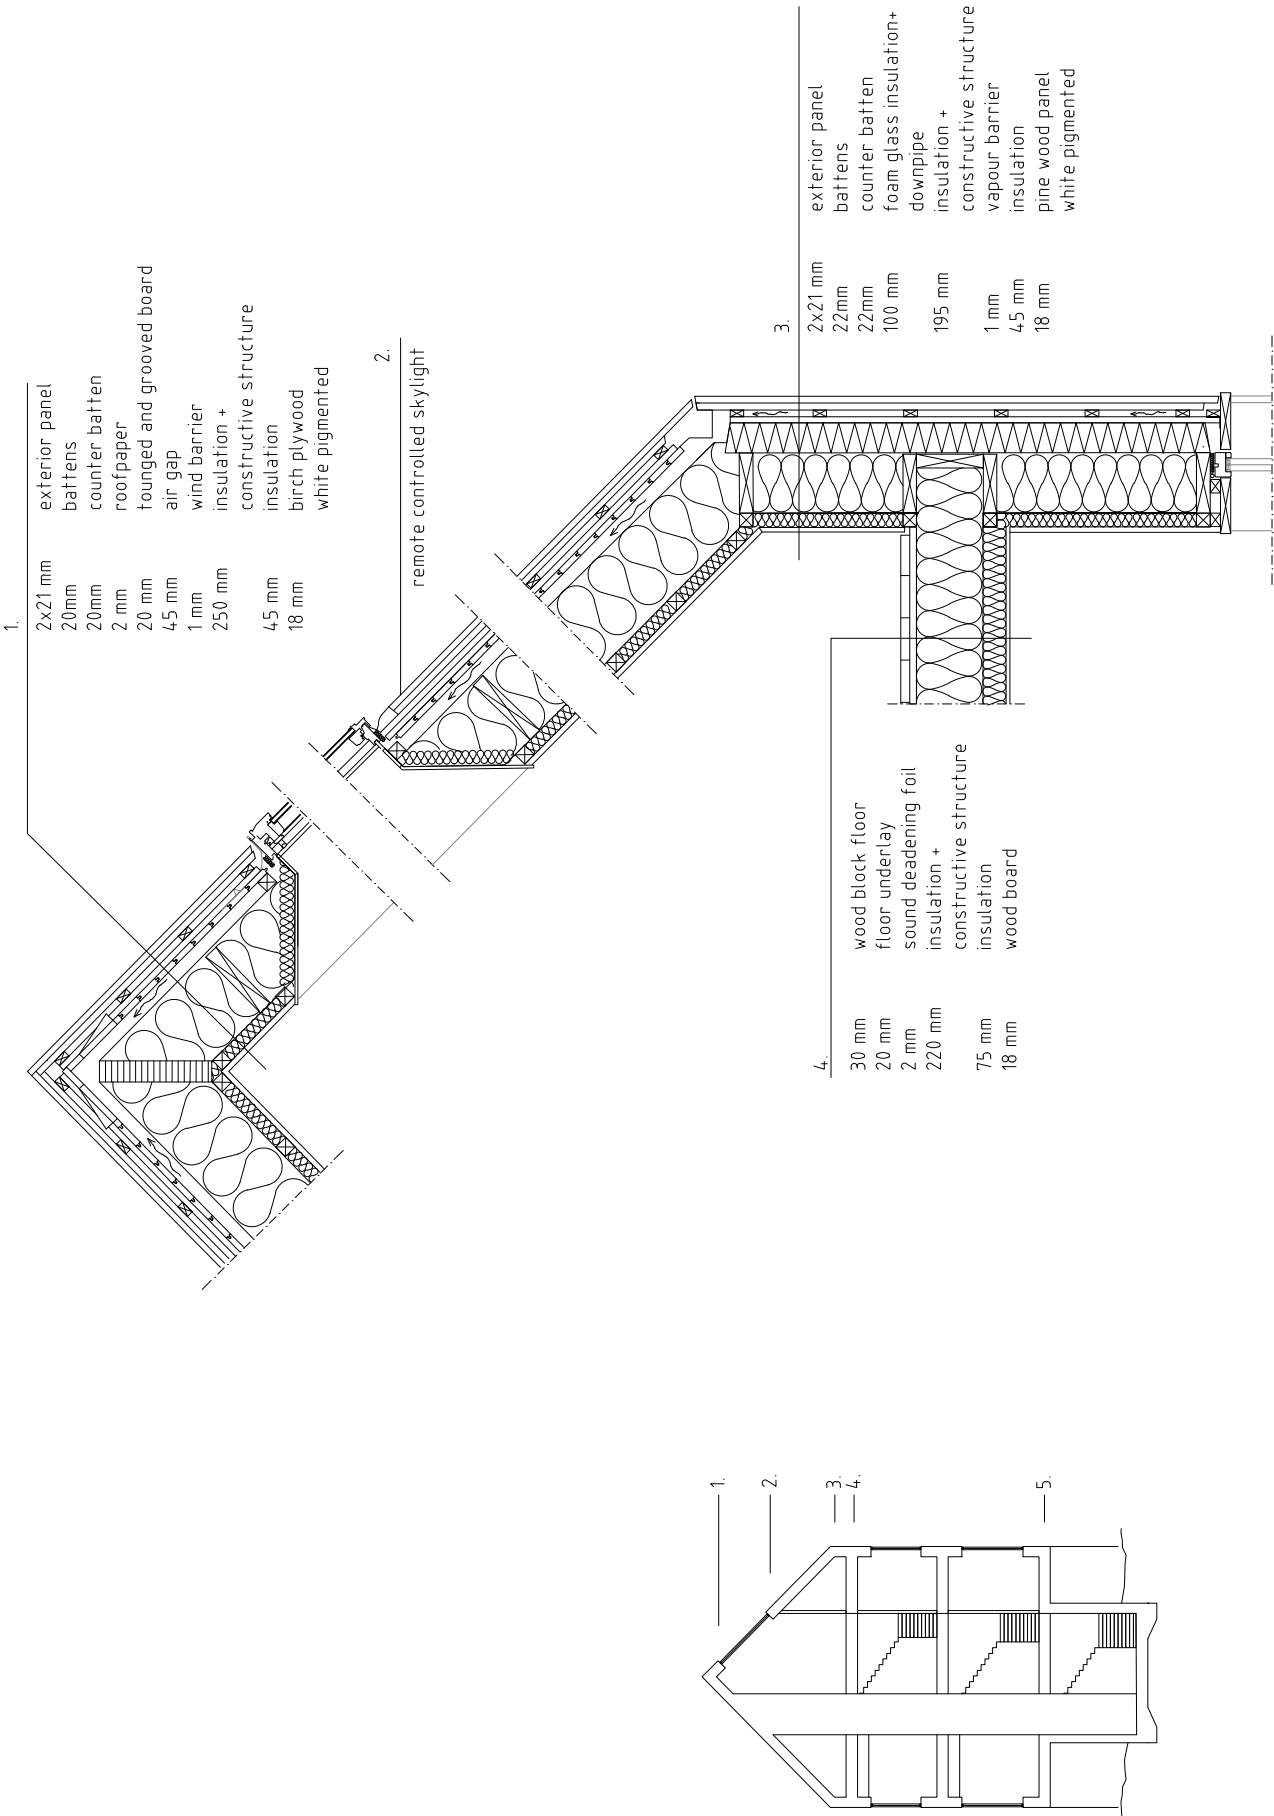 1.
2x21 mm exterior panel
20mm battens
20mm counter batten
2 mm roofpaper
20 mm tounged and grooved board
45 mm air gap
1 mm wind barrier
250 mm insulation +
constructive structure
45 mm insulation
18 mm birch plywood
white pigmented
2.
remote controlled skylight
3.
2x21 mm exterior panel
22mm battens
22mm counter batten
100 mm foam glass insulation+
downpipe
195 mm insulation +
constructive structure
1 mm vapour barrier
45 mm insulation
18 mm pine wood panel
white pigmented
4.
30 mm wood block floor
20 mm floor underlay
2 mm sound deadening foil
220 mm insulation +
constructive structure
75 mm insulation
18 mm wood board
1.
2.
3.
4.
5.